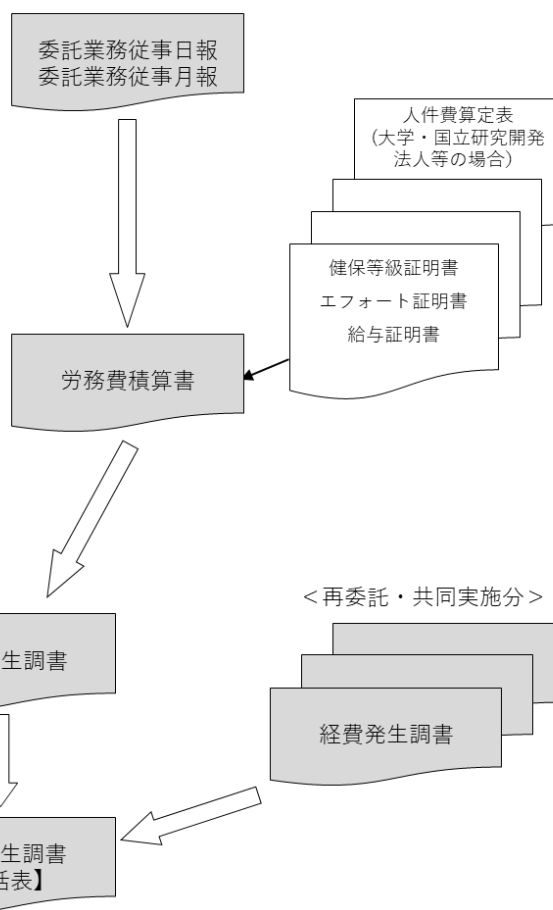 委託業務従事日報
委託業務従事月報
人件費算定表
(大学・国立研究開発
法人等の場合)
健保等級証明書
エフォート証明書
給与証明書
労務費積算書
＜再委託・共同実施分＞
生調書
経費発生調書
生調書
括表】